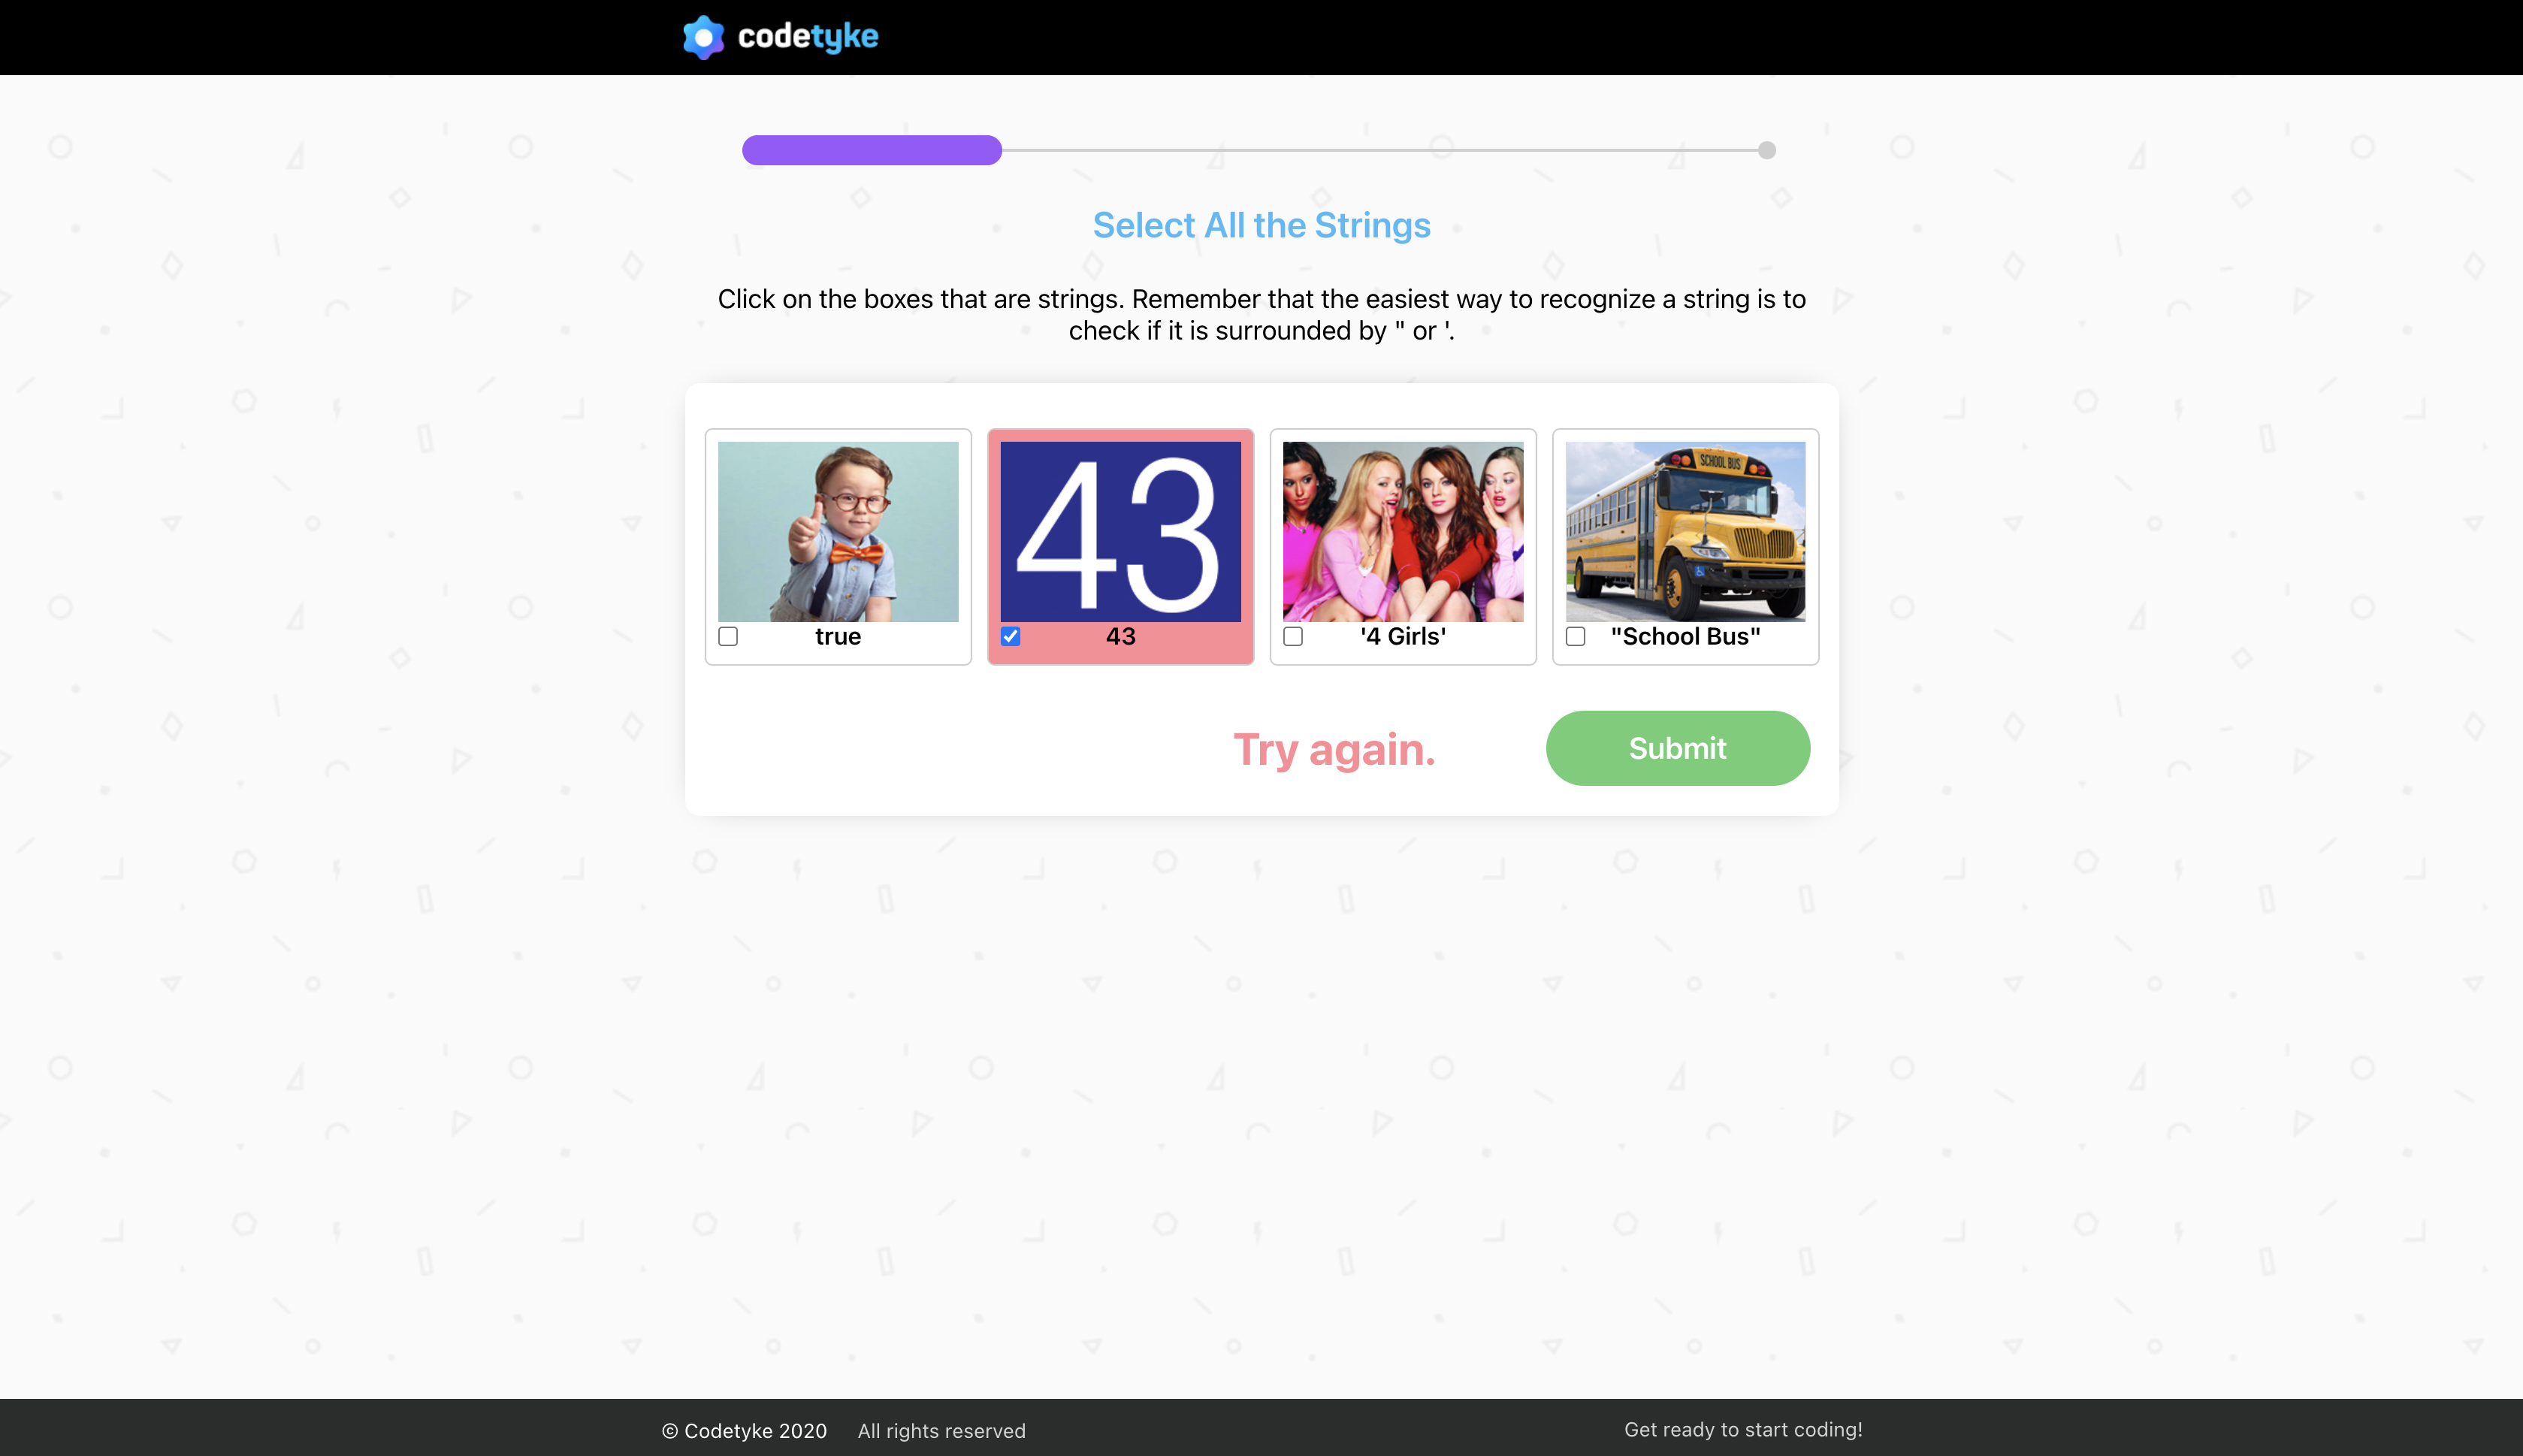 codetyke
Select All the Strings
Click on the boxes that are strings. Remember that the easiest way to recognize a string is to
check if it is surrounded by " or '.
43
SCHOOL BUS
true
43
'4 Girls'
"School Bus"
Try again.
Submit
© Codetyke 2020
All rights reserved
Get ready to start coding!